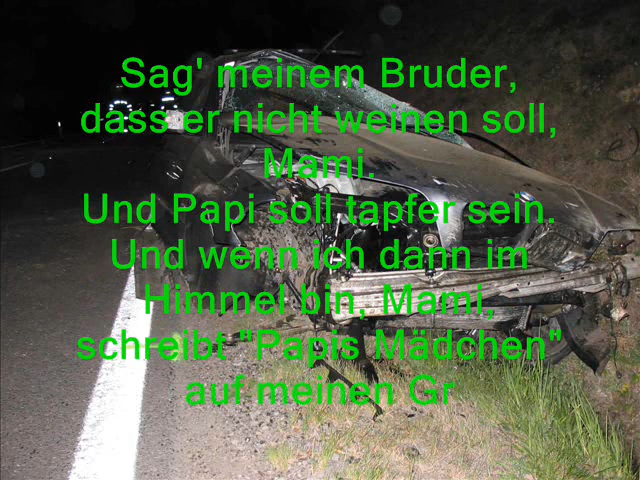 Sag' meinem Bruder,
dass er nicht weinen soll,
Mami.
Und Papi soll tapfer sein.
Und wenn ich dann im
Himmel bin, Mami,
schreibt "Papis Mädchen"
auf meinen Gr